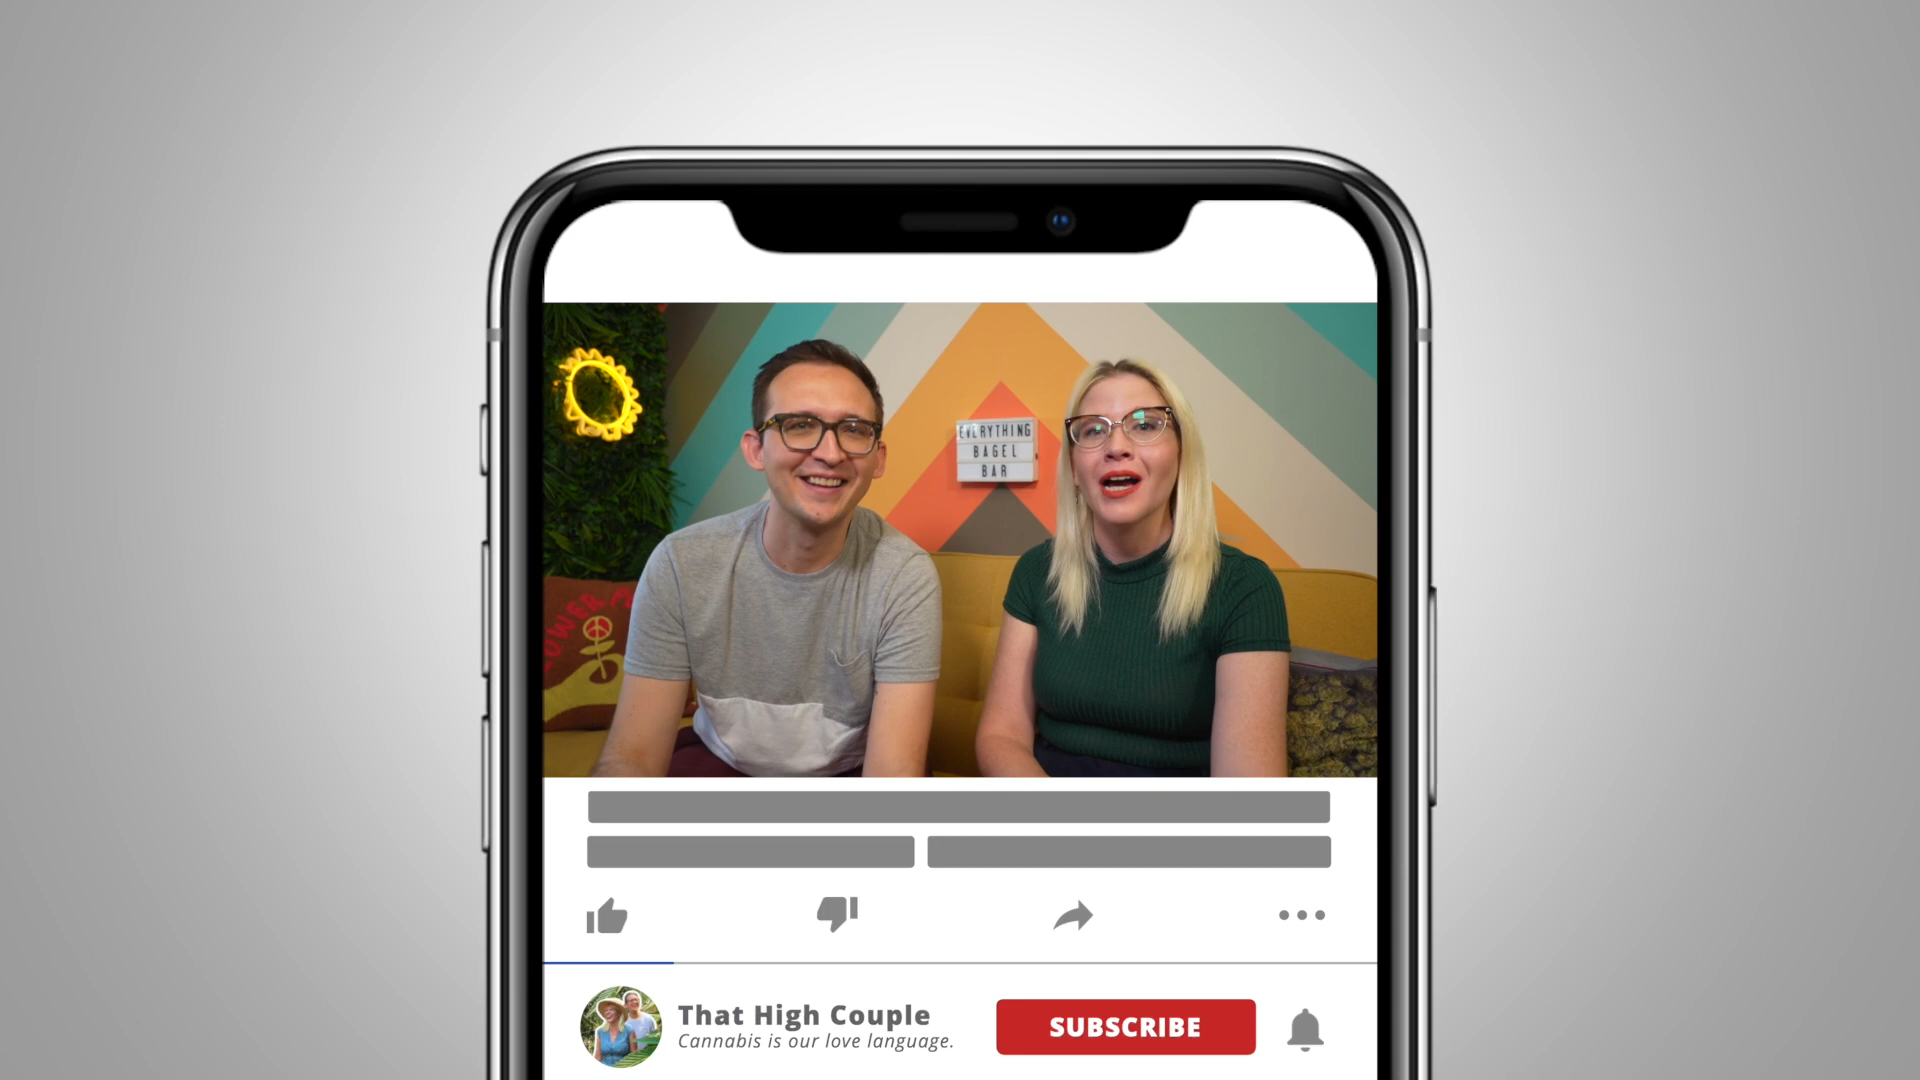 EVERYTHING
BAGEL
BAR
That High Couple
Cannabis is our love language.
SUBSCRIBE